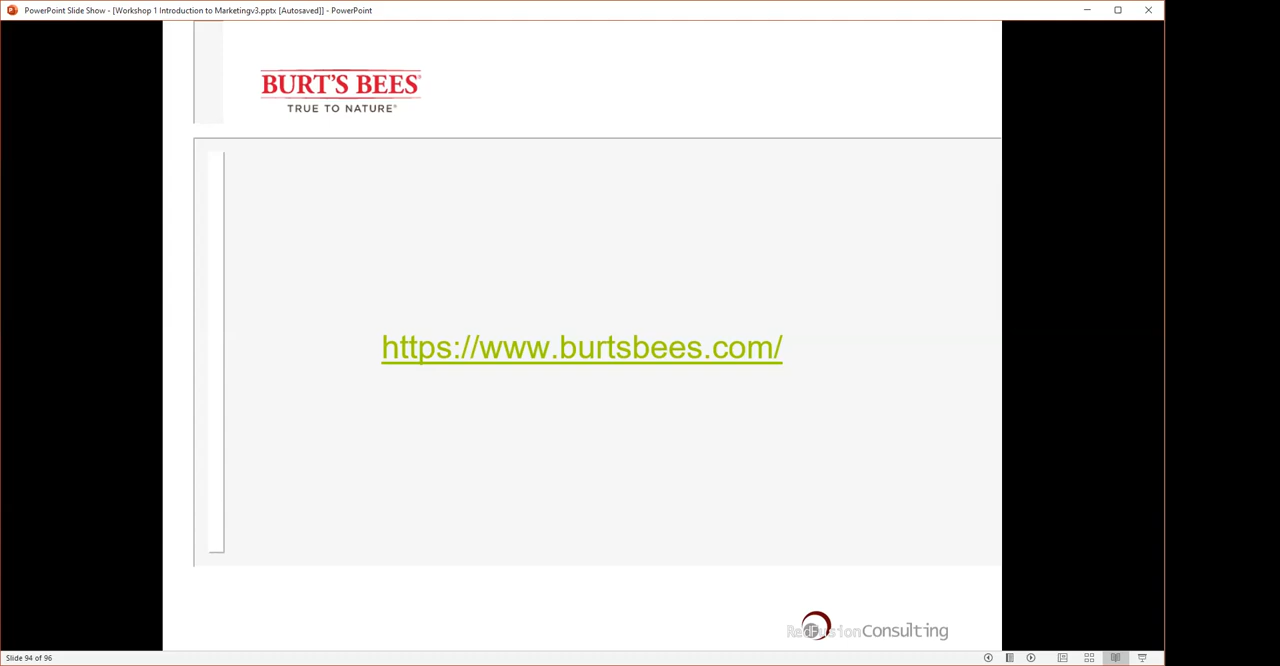 PowerPoint Slide Show - [Workshop 1 Introduction to Marketingv3.pptx [Autosaved]] - PowerPoint
BURT'S BEES®
TRUE TO NATURE®
https://www.burtsbees.com/
RedFusionConsulting
Slide 94 of 96